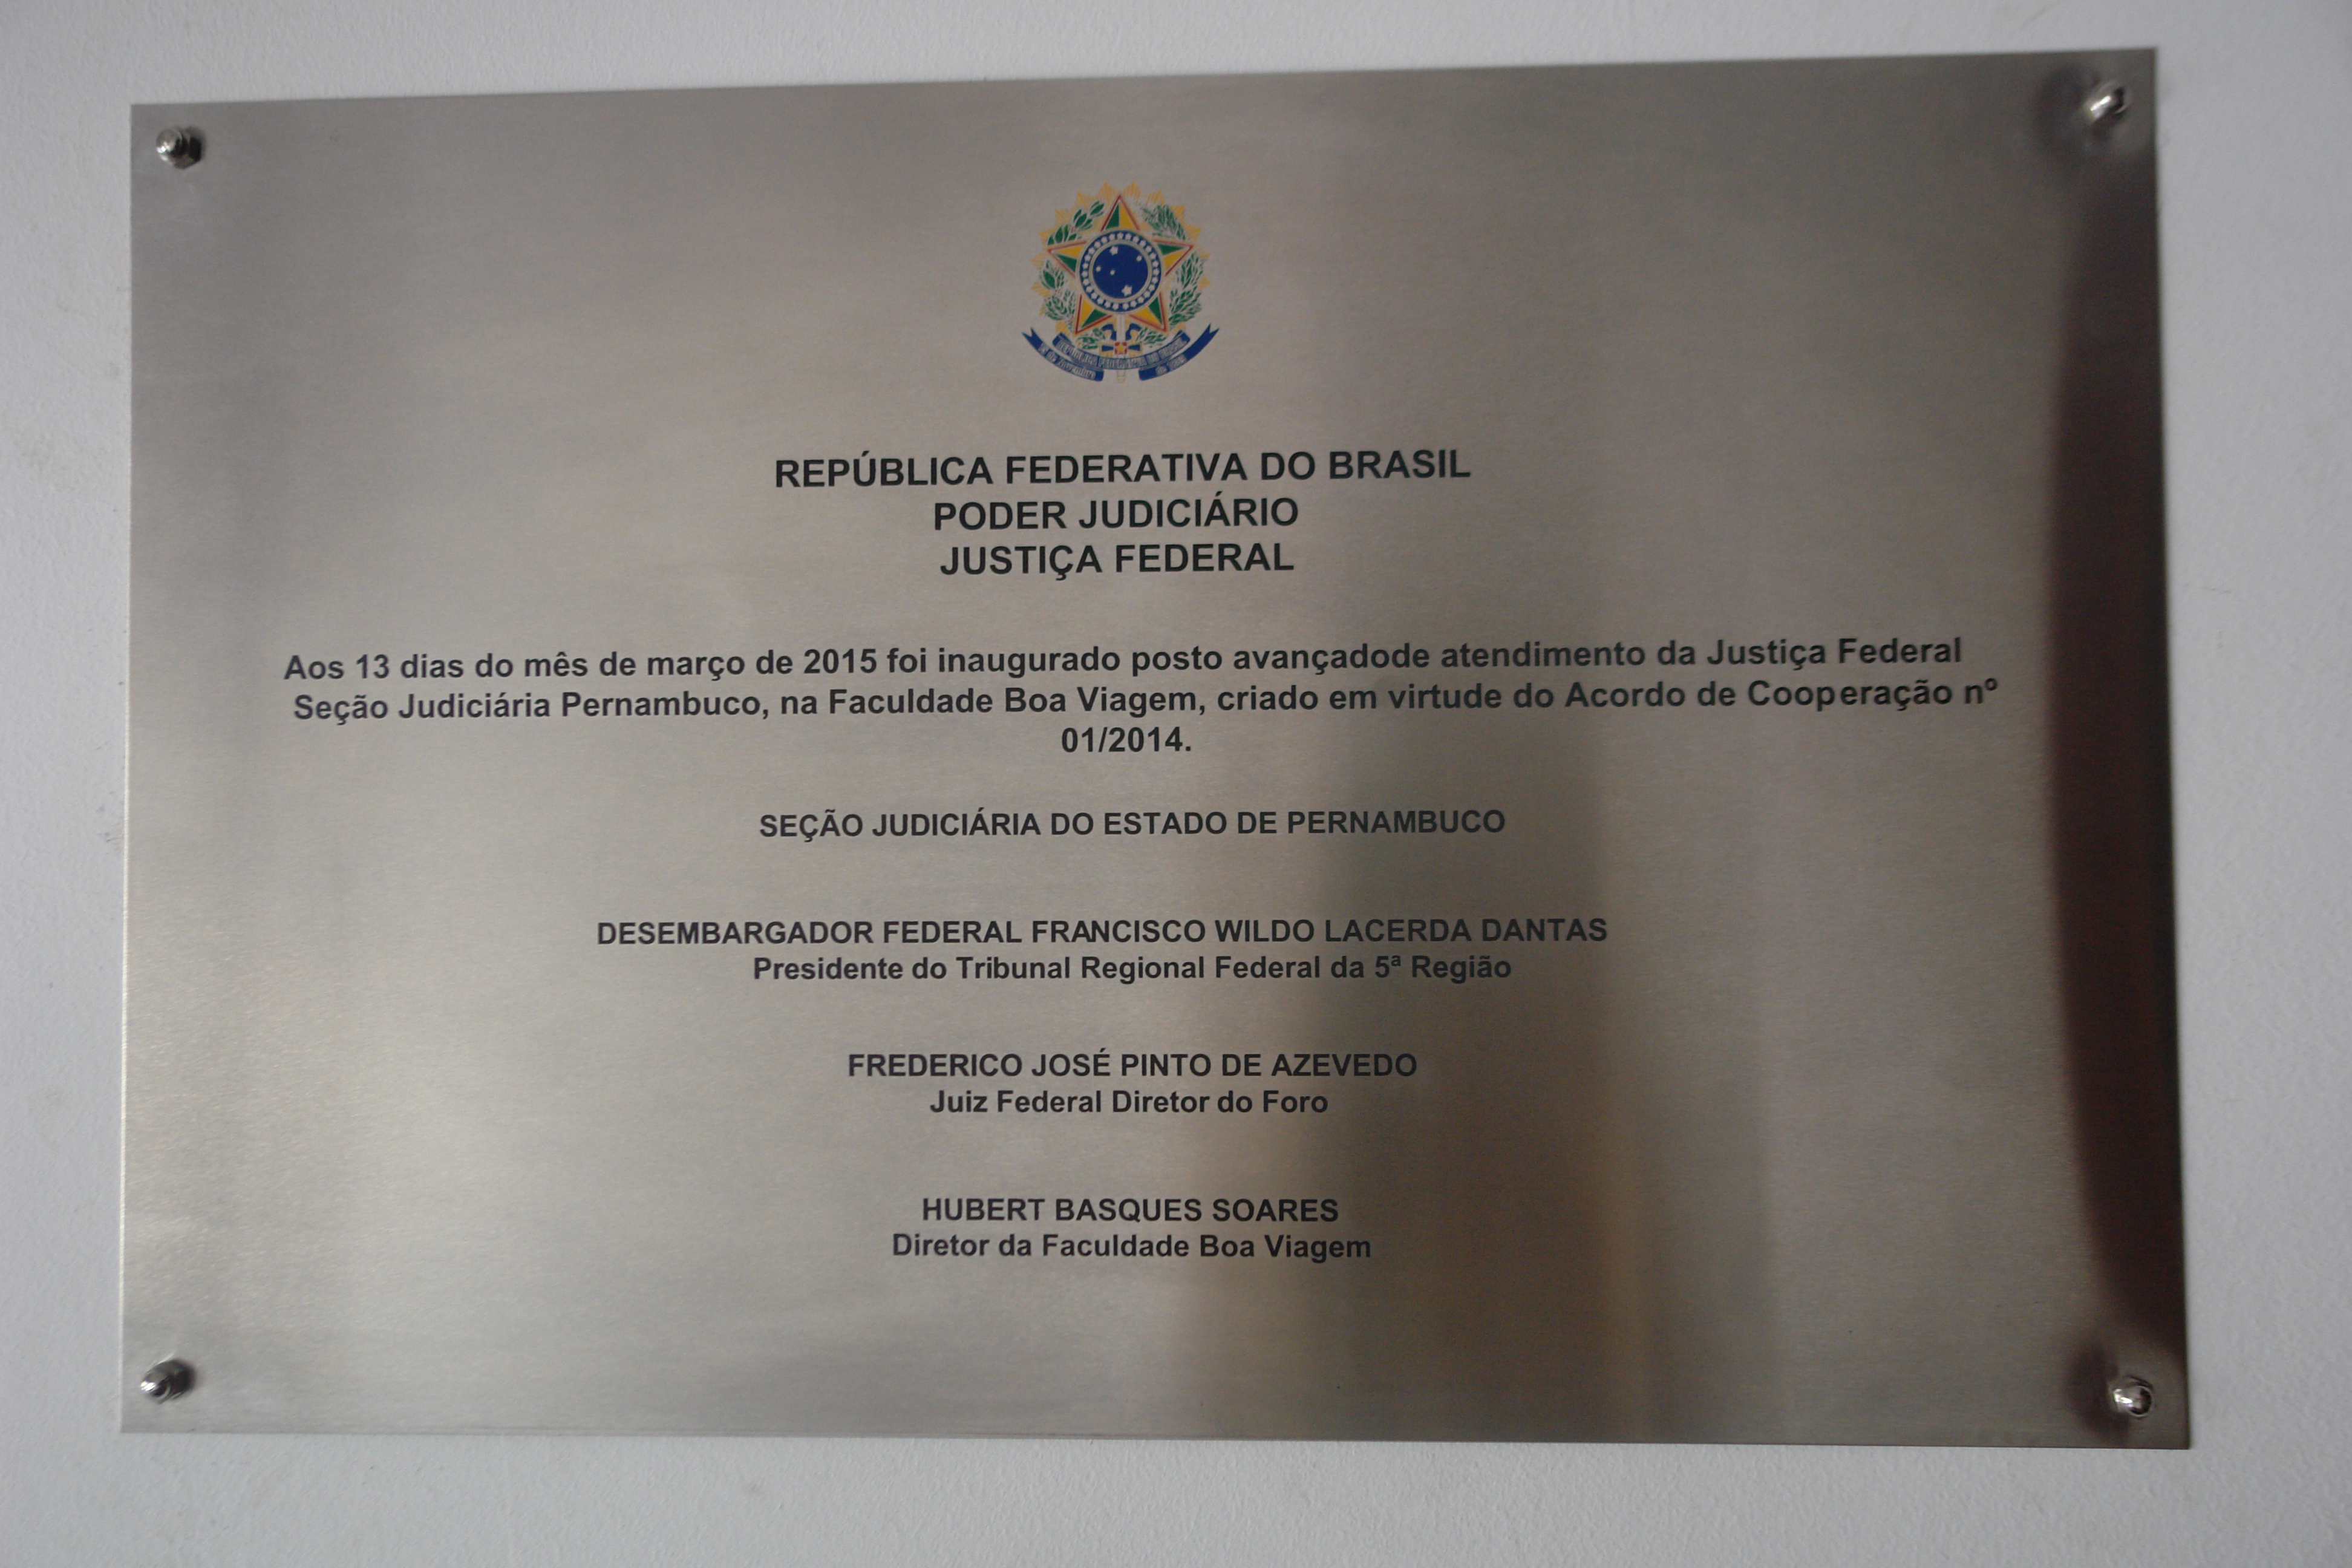 REPÚBLICA FEDERATIVA DO BRASIL
PODER JUDICIÁRIO
JUSTIÇA FEDERAL
Aos 13 dias do mês de março de 2015 foi inaugurado posto avançadode atendimento da Justiça Federal
Seção Judiciária Pernambuco, na Faculdade Boa Viagem, criado em virtude do Acordo de Cooperação nº
01/2014.
SEÇÃO JUDICIÁRIA DO ESTADO DE PERNAMBUCO
DESEMBARGADOR FEDERAL FRANCISCO WILDO LACERDA DANTAS
Presidente do Tribunal Regional Federal da 5ª Região
FREDERICO JOSÉ PINTO DE AZEVEDO
Juiz Federal Diretor do Foro
HUBERT BASQUES SOARES
Diretor da Faculdade Boa Viagem